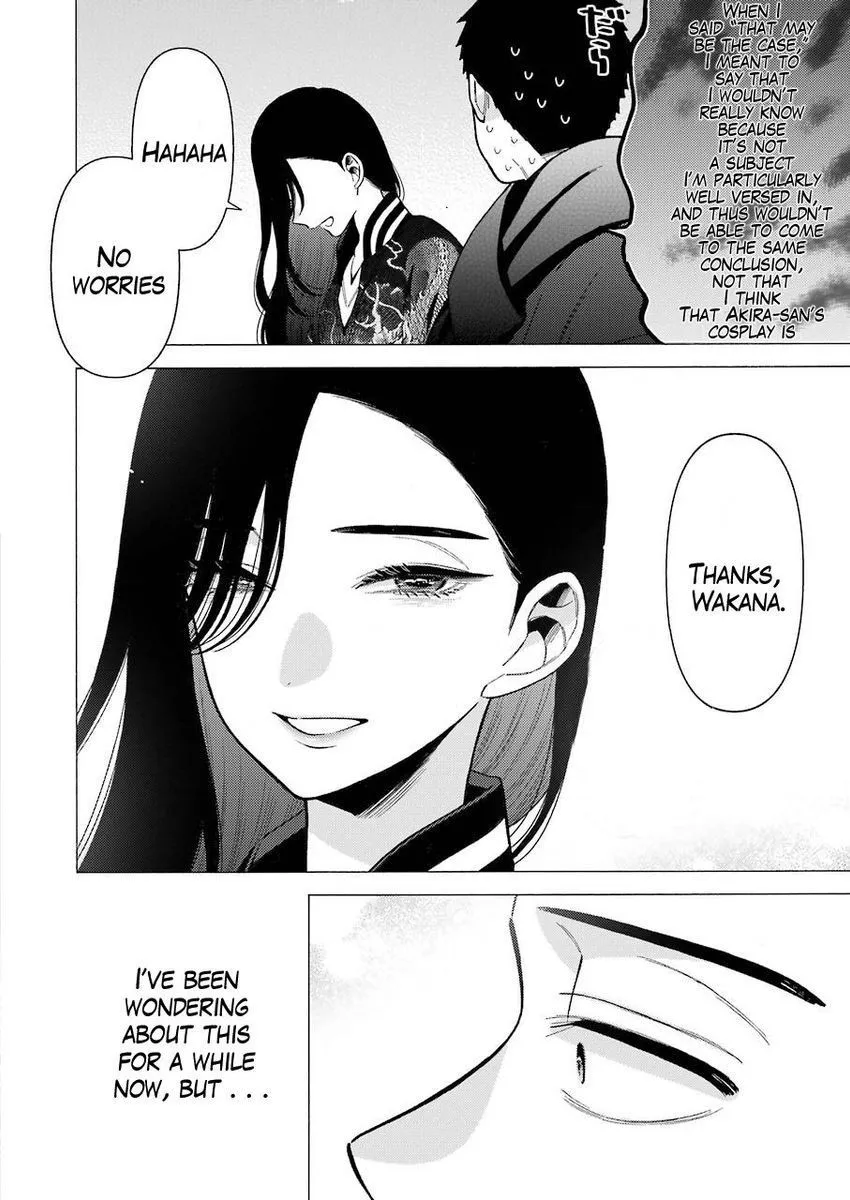 WHEN I
SAID "THAT MAY
BE THE CASE,"
I MEANT TO
SAY THAT
I WOULDN'T
REALLY KNOW
BECAUSE
IT'S NOT
A SUBJECT
I'M PARTICULARLY
WELL VERSED IN,
AND THUS WOULDN'T
BE ABLE TO COME
TO THE SAME
CONCLUSION,
NOT THAT
I THINK
THAT AKIRA-SAN'S
COSPLAY IS
だら
HAHAHA
NO
WORRIES
THANKS,
WAKANA.
I'VE BEEN
WONDERING
ABOUT THIS
FOR A WHILE
NOW, BUT . . .